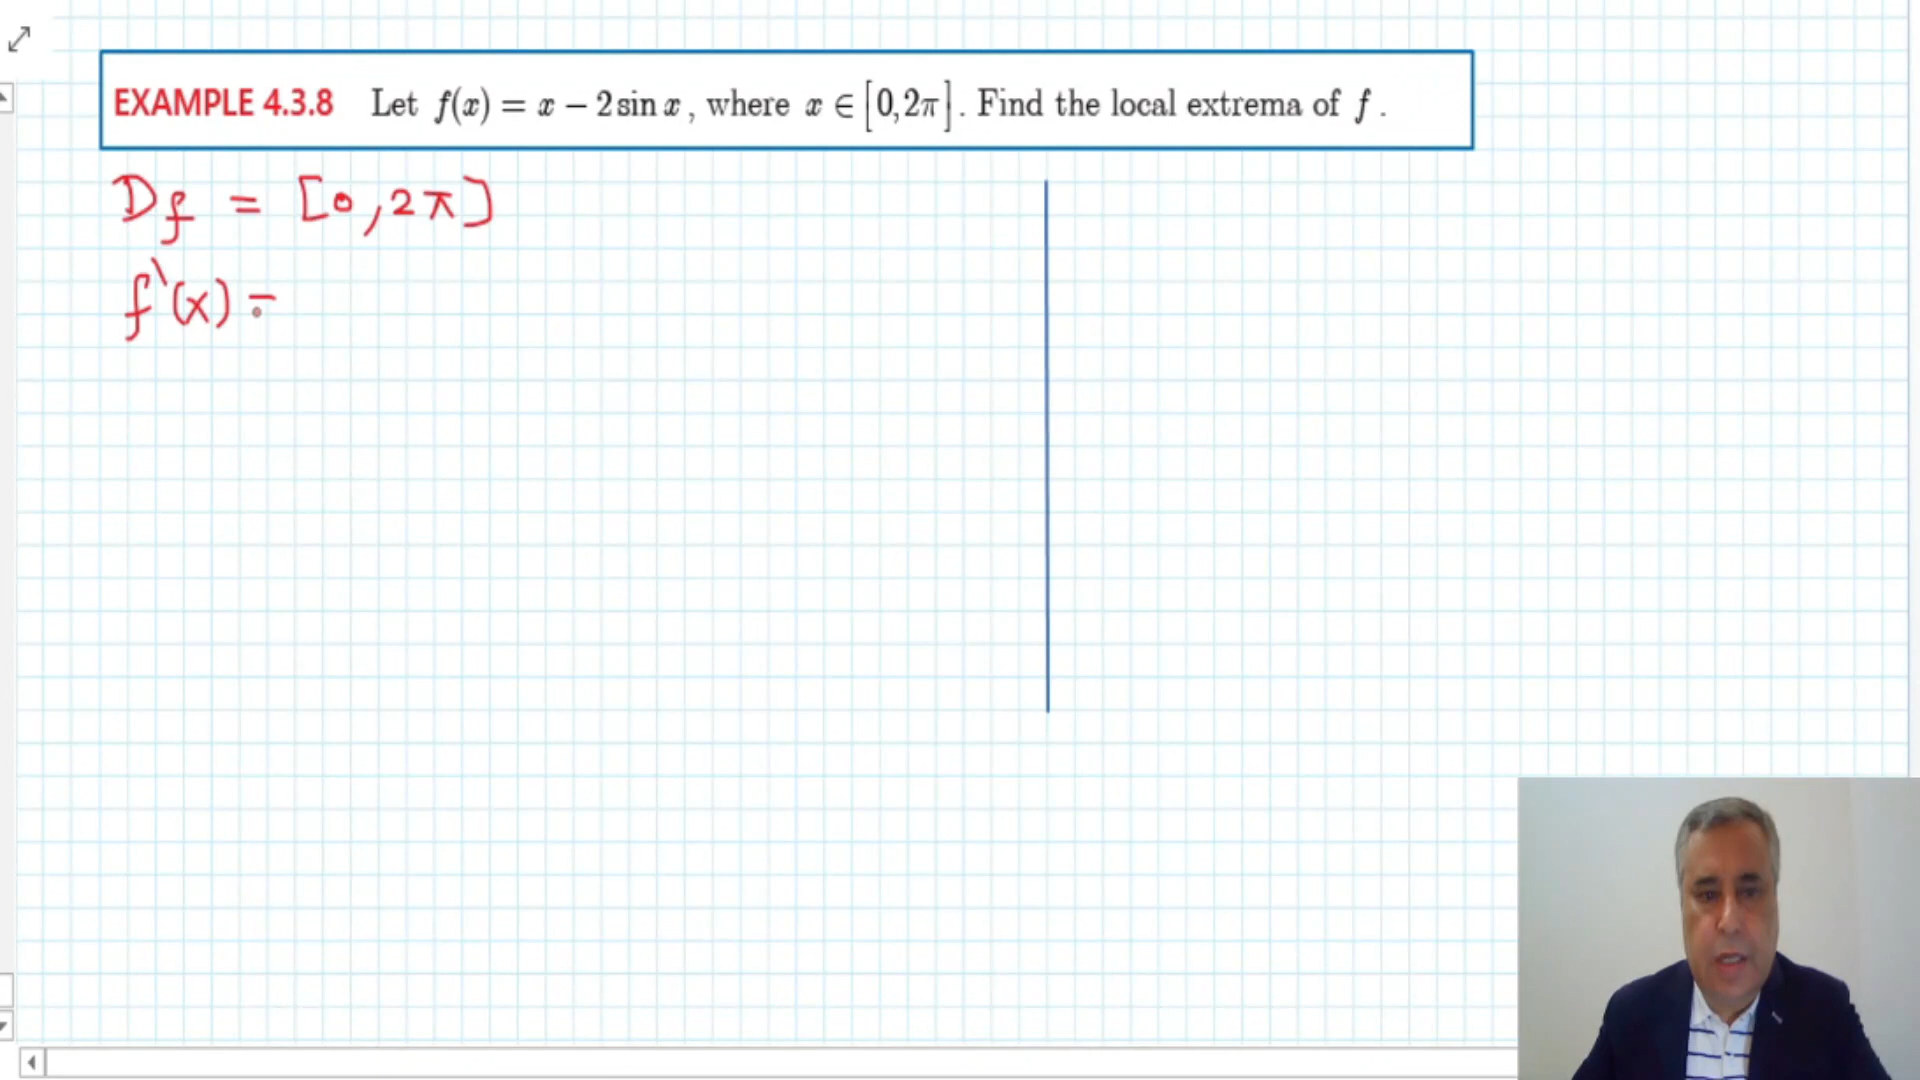 EXAMPLE 4.3.8 Let f(x) = x − 2 sin x, where x ∈ [0,2π]. Find the local extrema of f.
Df = [0,2π]
f'(x) =